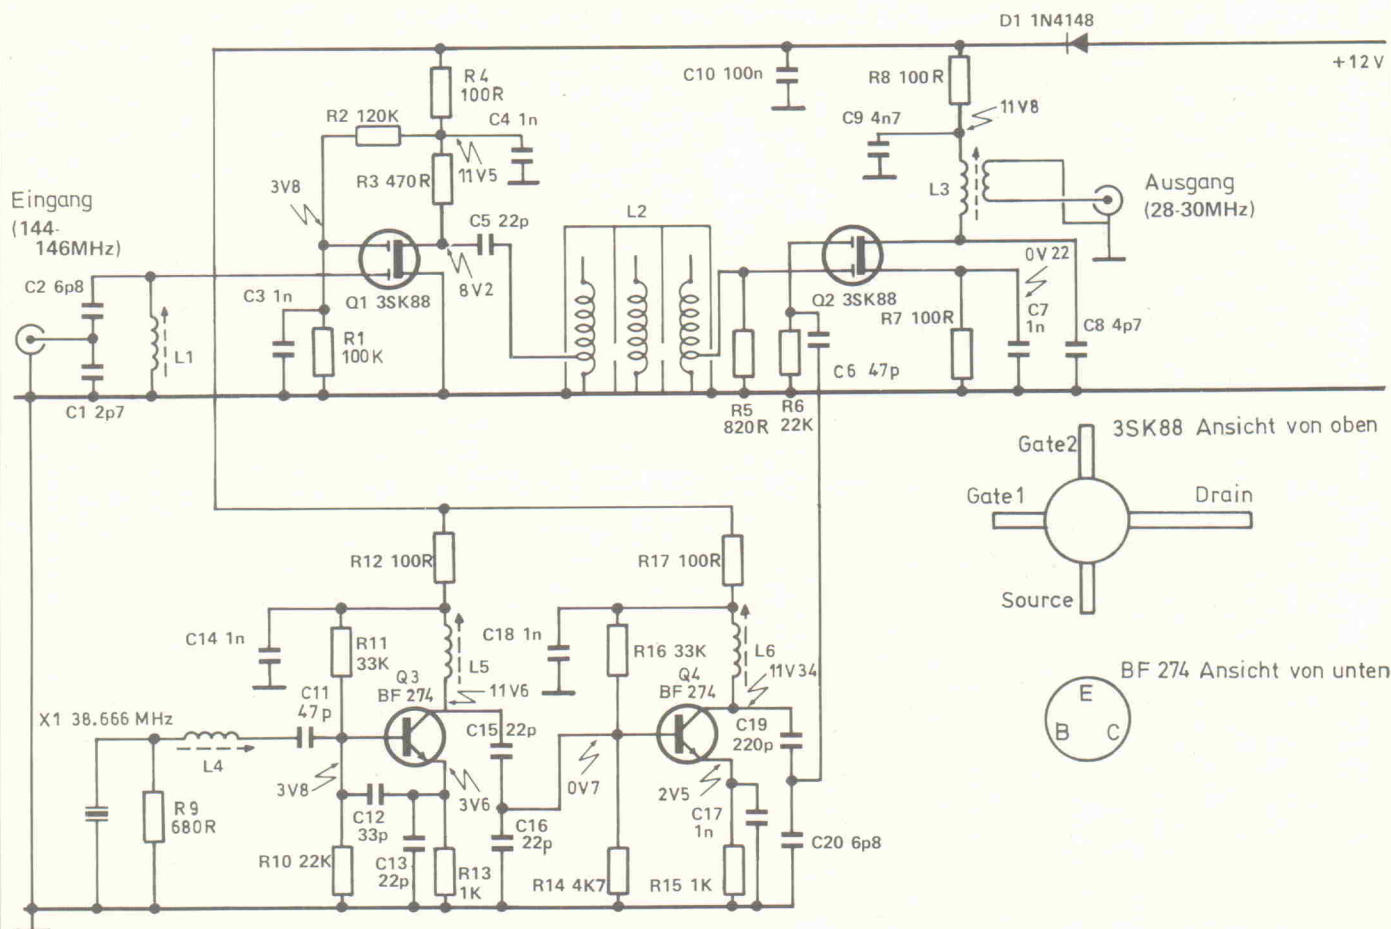 D1 1N4148
+12V
R4
100R
C10 100n
R8 100R
R2 120K
C4 1n
11V8
C9 4n7
R3 470R
11V5
3V8
Eingang
(144-
146MHz)
C5 22p
L2
L3
Ausgang
(28-30MHz)
0V22
C2 6p8
C3 1n
Q1 3SK88
8V2
Q2 3SK88
R7 100R
C7
1n
C8 4p7
L1
R1
100K
C6 47p
C1 2p7
R5
820R
R6
22K
3SK88 Ansicht von oben
Gate2
Gate1
Drain
Source
R12 100R
R17 100R
C14 1n
R11
33K
L5
C18 1n
R16 33K
L6
Q3
BF 274
11V6
Q4
BF 274
11V34
BF 274 Ansicht von unten
E
B
C
X1 38.666 MHz
C11
47p
C15 22p
C19
220p
L4
3V8
3V6
0V7
2V5
R9
680R
C12
33p
C16
22p
C17
1n
C20 6p8
R10 22K
C13
22p
R13
1K
R14 4K7
R15 1K